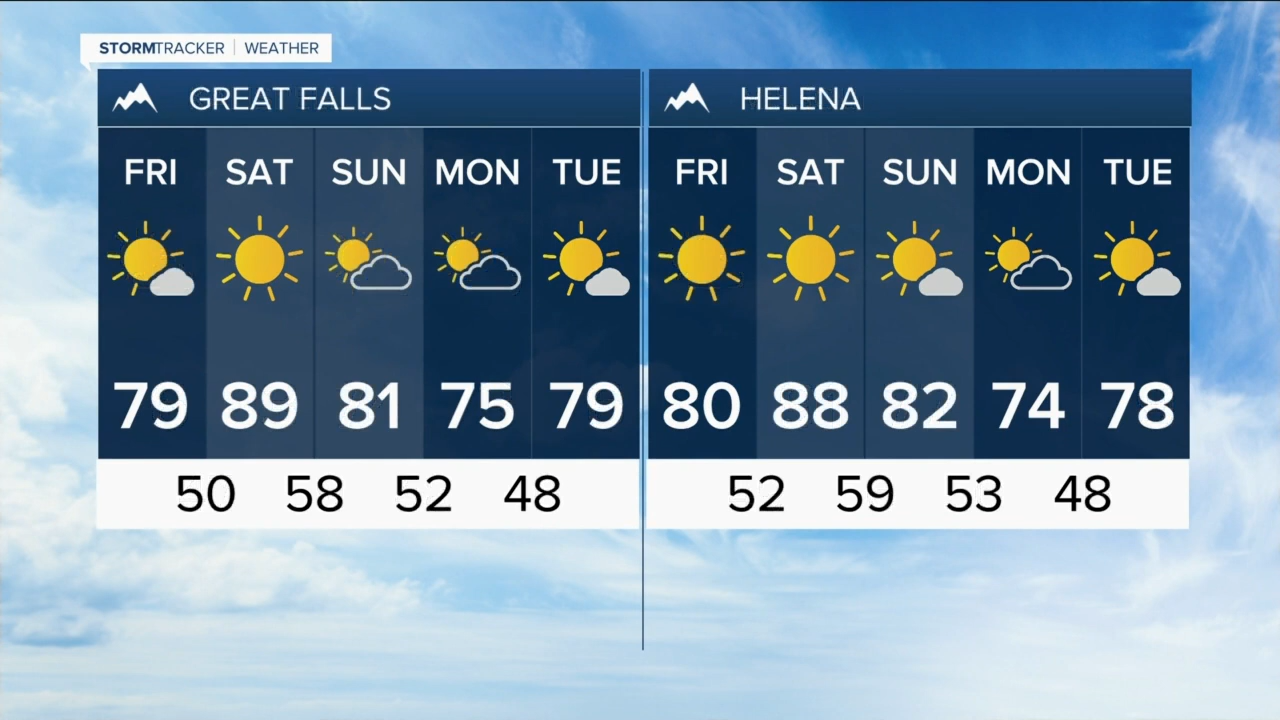 STORMTRACKER | WEATHER
GREAT FALLS
FRI SAT SUN MON TUE
79 89 81 75 79
50 58 52 48
HELENA
FRI SAT SUN MON TUE
80 88 82 74 78
52 59 53 48